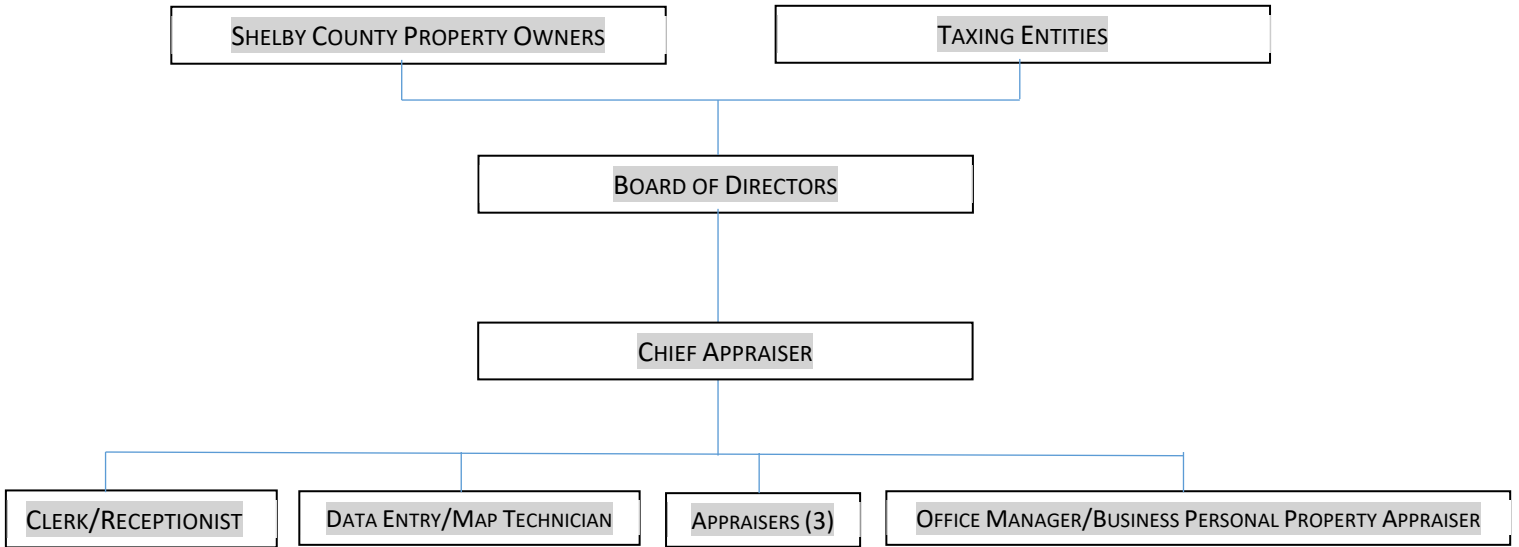 SHELBY COUNTY PROPERTY OWNERS
TAXING ENTITIES
BOARD OF DIRECTORS
CHIEF APPRAISER
CLERK/RECEPTIONIST
DATA ENTRY/MAP TECHNICIAN
APPRAISERS (3)
OFFICE MANAGER/BUSINESS PERSONAL PROPERTY APPRAISER